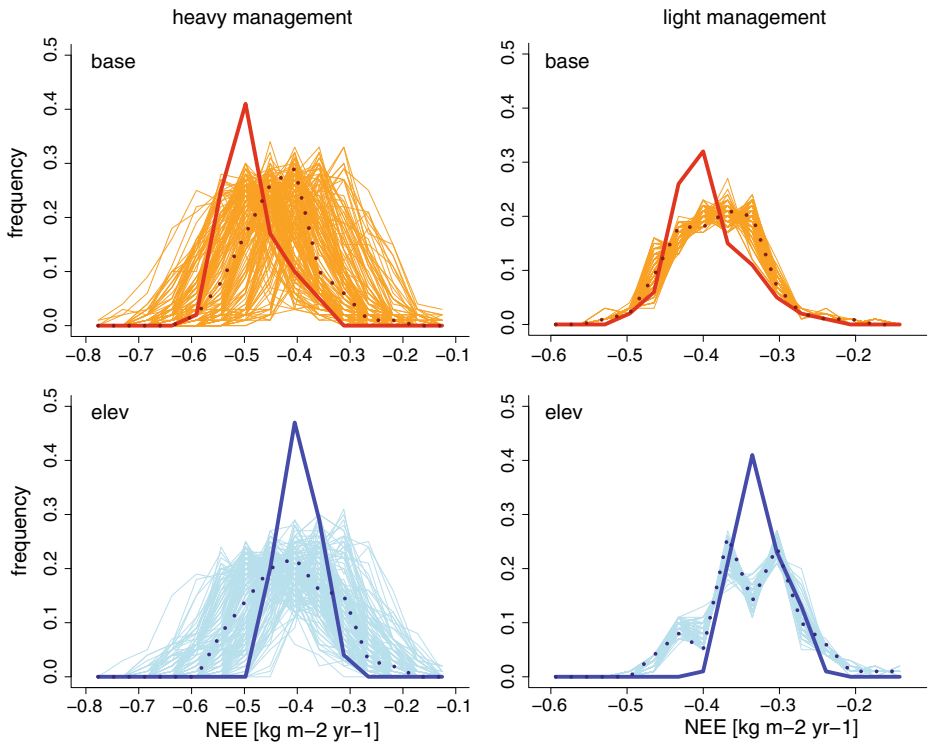 heavy management
light management
base
frequency
0.0 0.1 0.2 0.3 0.4 0.5
−0.8 −0.7 −0.6 −0.5 −0.4 −0.3 −0.2 −0.1
base
0.0 0.1 0.2 0.3 0.4 0.5
−0.6 −0.5 −0.4 −0.3 −0.2
elev
frequency
0.0 0.1 0.2 0.3 0.4 0.5
−0.8 −0.7 −0.6 −0.5 −0.4 −0.3 −0.2 −0.1
NEE [kg m−2 yr−1]
elev
0.0 0.1 0.2 0.3 0.4 0.5
−0.6 −0.5 −0.4 −0.3 −0.2
NEE [kg m−2 yr−1]